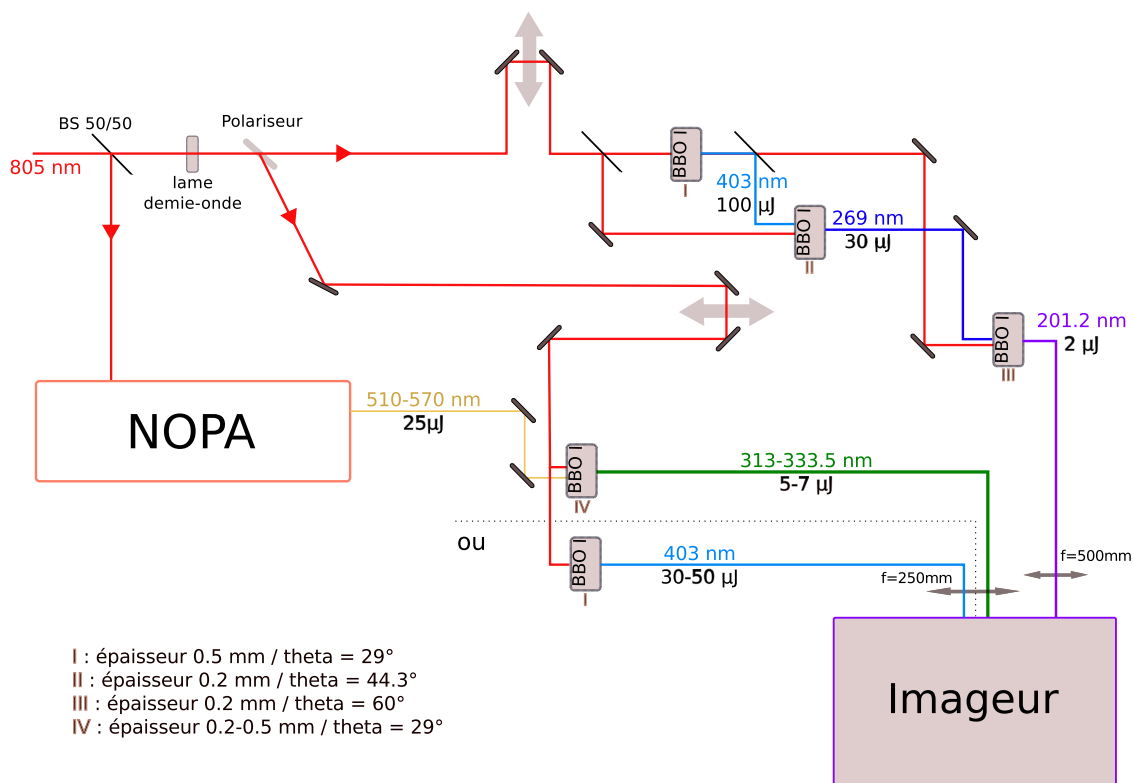 BS 50/50
Polariseur
805 nm
lame
demie-onde
BBO I
I
403 nm
100 µJ
BBO I
II
269 nm
30 µJ
BBO I
III
201.2 nm
2 µJ
NOPA
510-570 nm
25µJ
BBO I
IV
313-333.5 nm
5-7 µJ
ou
BBO I
I
403 nm
30-50 µJ
f=250mm
f=500mm
Imageur
I : épaisseur 0.5 mm / theta = 29°
II : épaisseur 0.2 mm / theta = 44.3°
III : épaisseur 0.2 mm / theta = 60°
IV : épaisseur 0.2-0.5 mm / theta = 29°